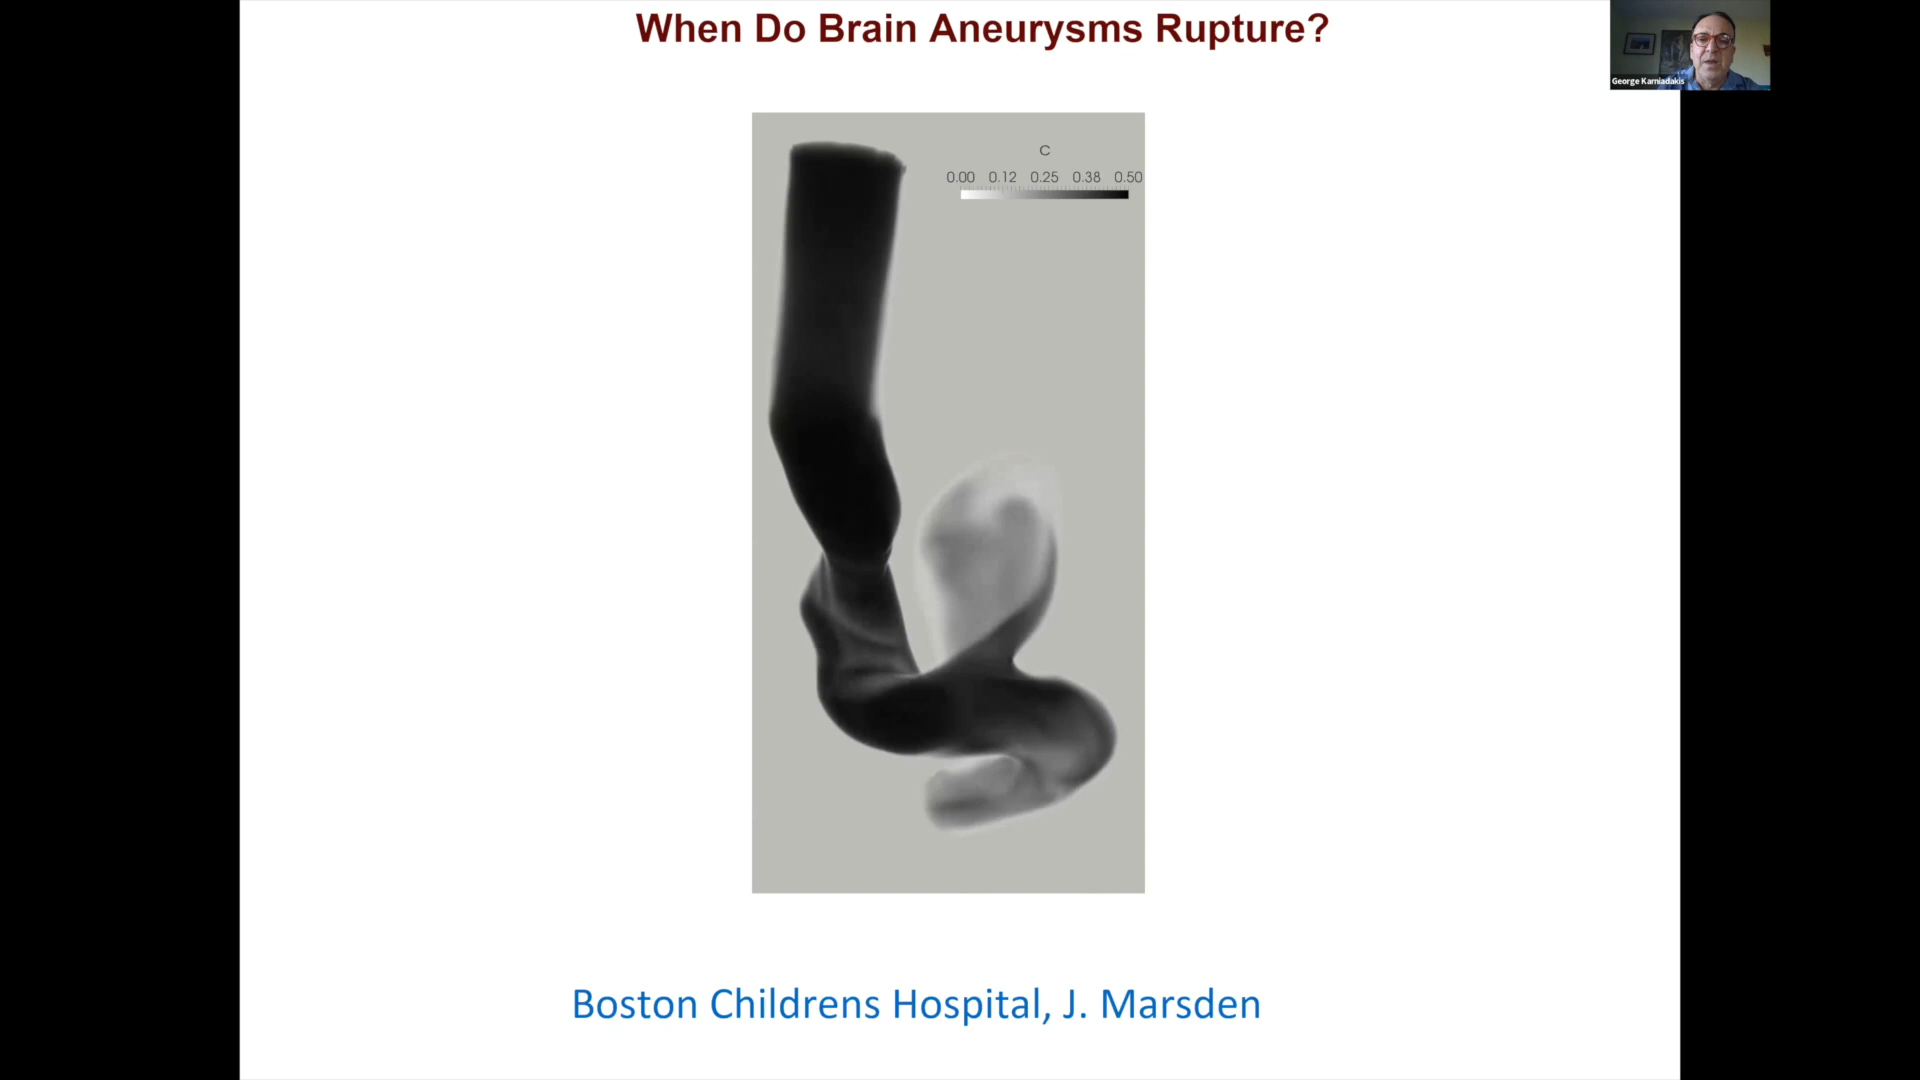 When Do Brain Aneurysms Rupture?
George Karniadakis
C
0.00 0.12 0.25 0.38 0.50
Boston Childrens Hospital, J. Marsden